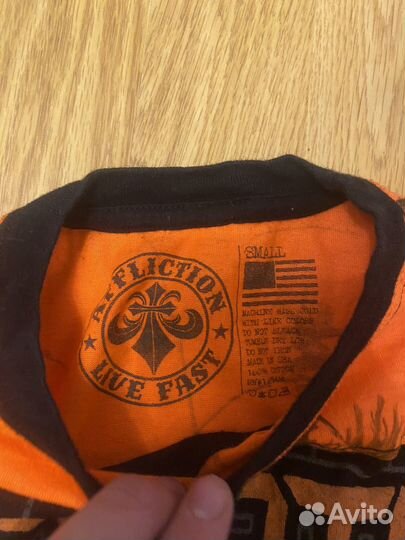 AFFLICTION
LIVE FAST
SMALL
MACHINE WASH COLD
WITH LIKE COLORS
DO NOT BLEACH
TUMBLE DRY LOW
DO NOT IRON
MADE IN USA
100% COTTON
Avito